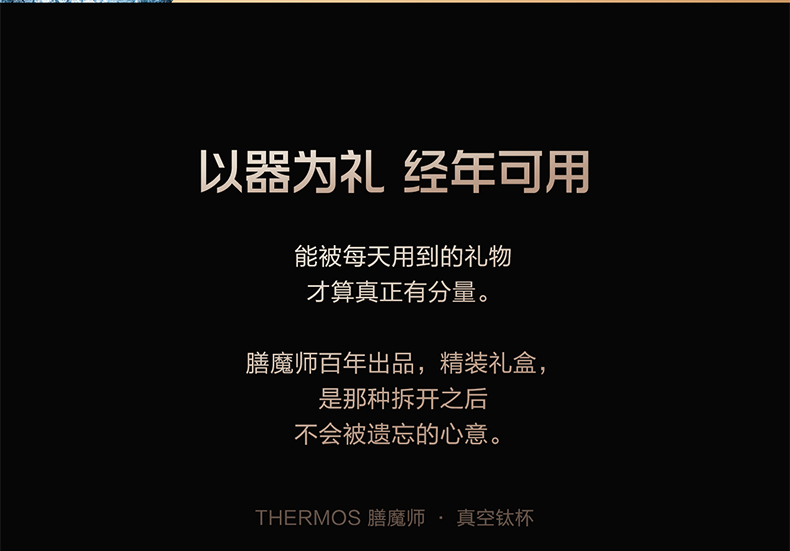 以器为礼 经年可用
能被每天用到的礼物
才算真正有分量。
膳魔师百年出品，精装礼盒，
是那种拆开之后
不会被遗忘的心意。
THERMOS 膳魔师 · 真空钛杯